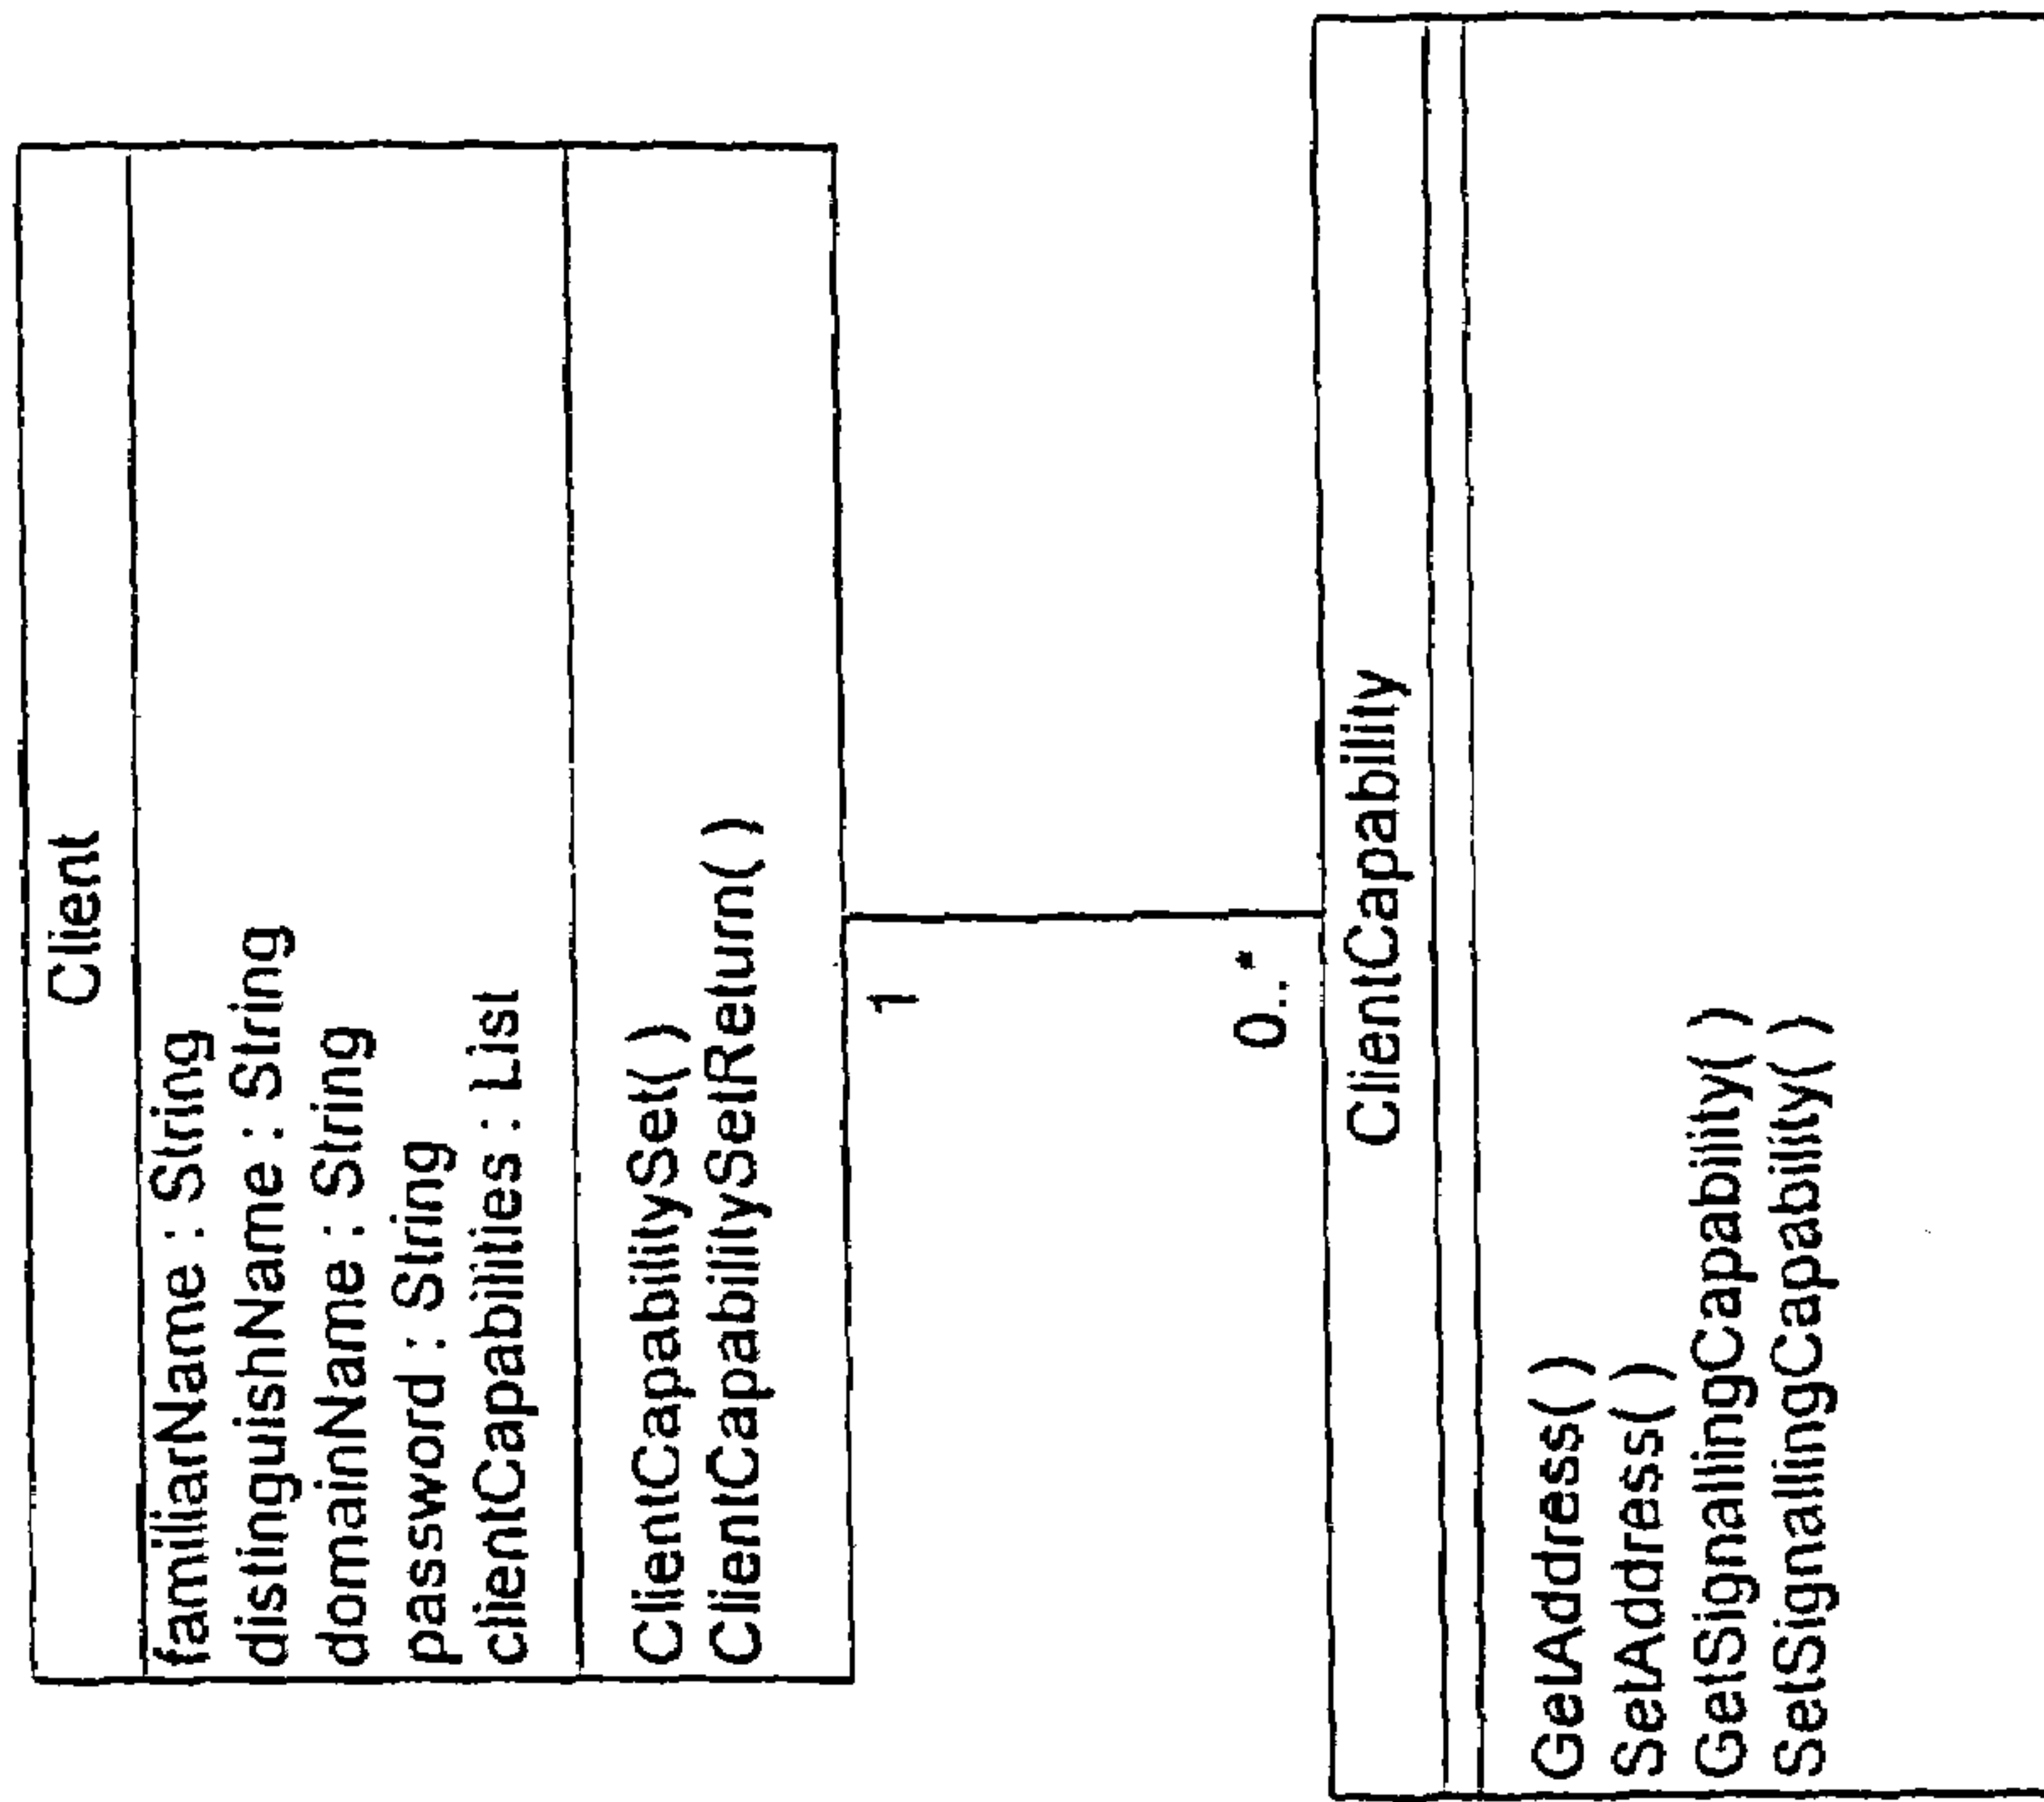 Client
familiarName : String
distinguishName : String
domainName : String
password : String
clientCapabilities : List
ClientCapabilitySet( )
ClientCapabilitySetReturn( )
1
0..*
ClientCapability
GetAddress( )
SetAddress( )
GetSignallingCapability( )
SetSignallingCapability( )